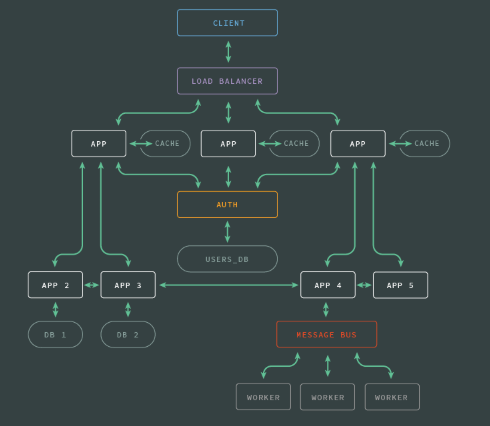 CLIENT
LOAD BALANCER
APP
CACHE
APP
CACHE
APP
CACHE
AUTH
USERS_DB
APP 2
APP 3
APP 4
APP 5
DB 1
DB 2
MESSAGE BUS
WORKER
WORKER
WORKER